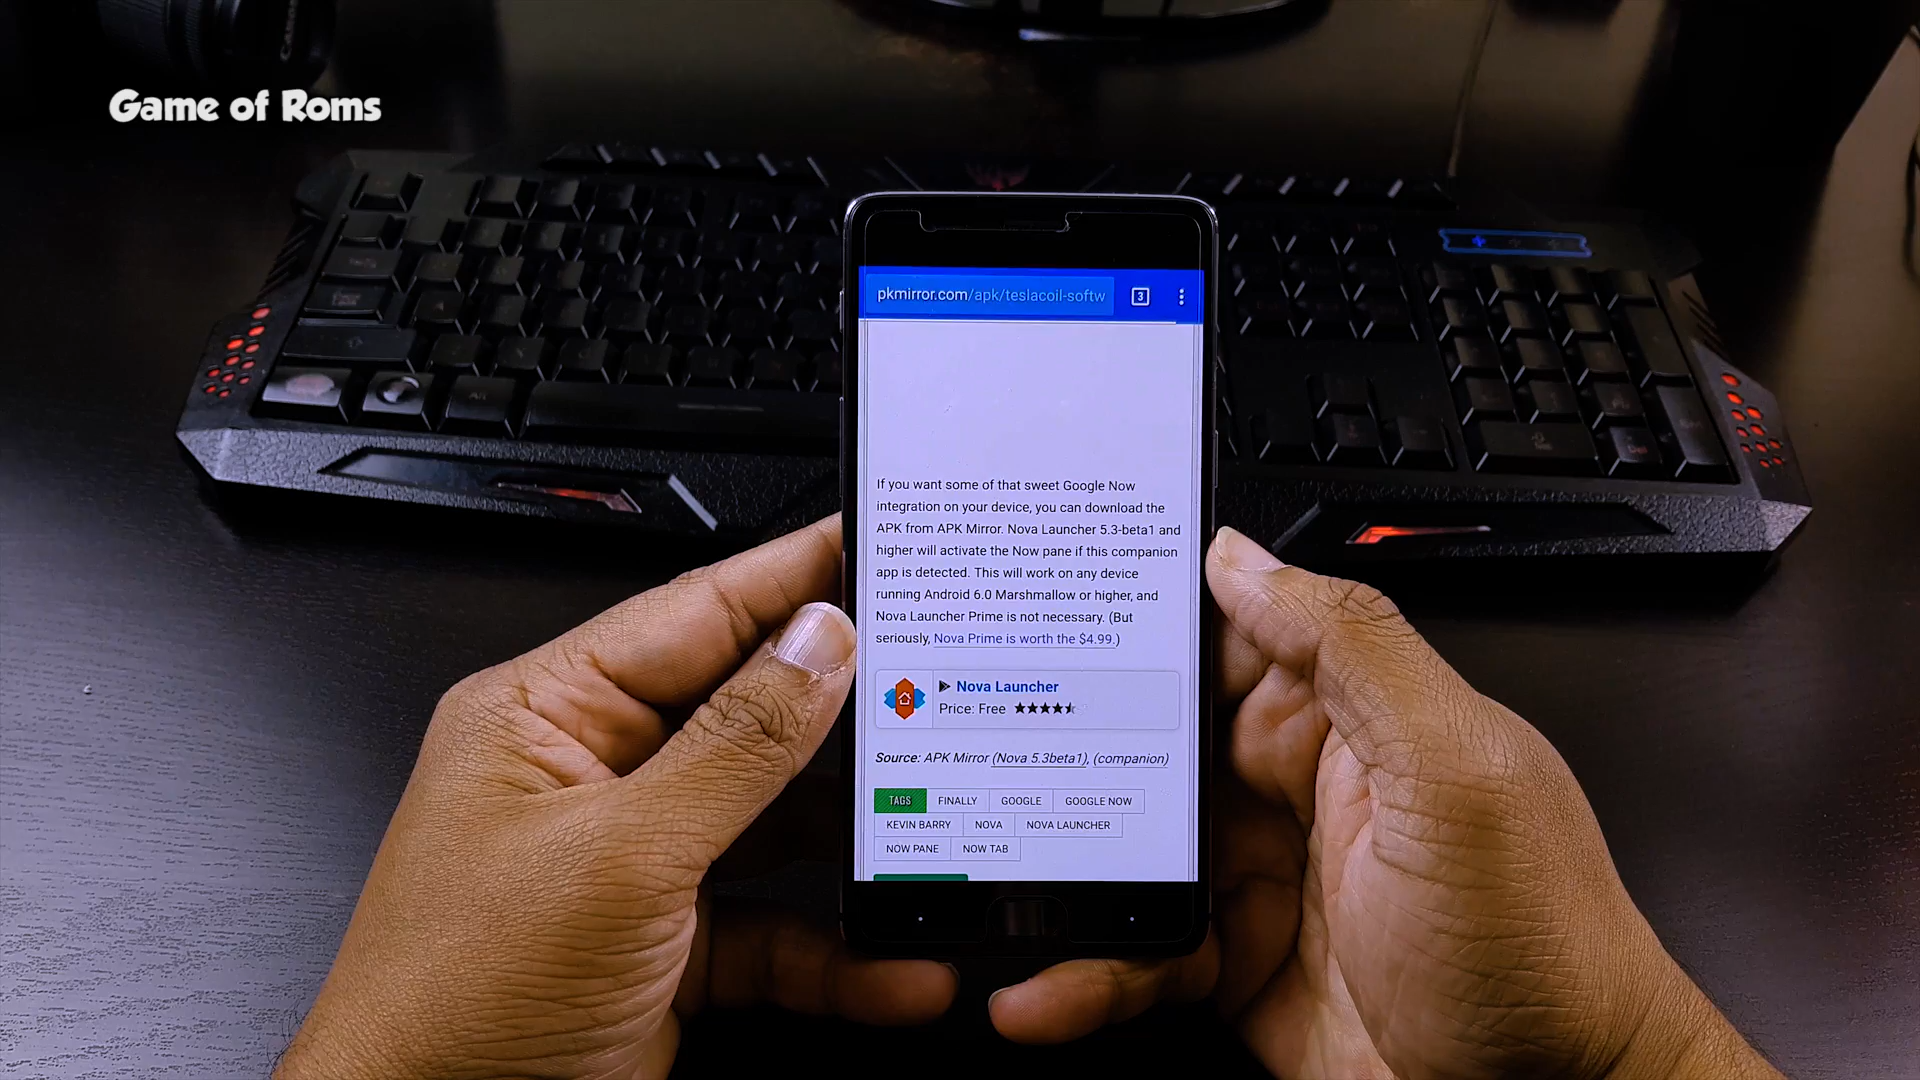 Game of Roms
pkmirror.com/apk/teslacoil-softw
3
If you want some of that sweet Google Now
integration on your device, you can download the
APK from APK Mirror. Nova Launcher 5.3-beta1 and
higher will activate the Now pane if this companion
app is detected. This will work on any device
running Android 6.0 Marshmallow or higher, and
Nova Launcher Prime is not necessary. (But
seriously, Nova Prime is worth the $4.99.)
Nova Launcher
Price: Free ★★★★
Source: APK Mirror (Nova 5.3beta1), (companion)
TAGS FINALLY GOOGLE GOOGLE NOW
KEVIN BARRY NOVA NOVA LAUNCHER
NOW PANE NOW TAB